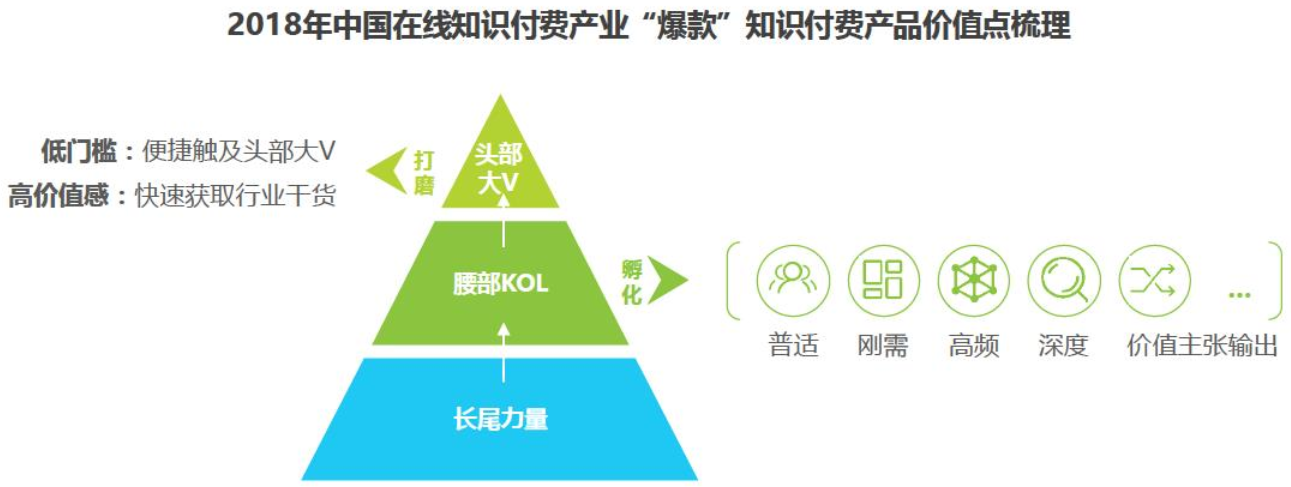 2018年中国在线知识付费产业“爆款”知识付费产品价值点梳理
低门槛：便捷触及头部大V
高价值感：快速获取行业干货
打
磨
头部
大V
腰部KOL
孵
化
...
普适
刚需
高频
深度
价值主张输出
长尾力量